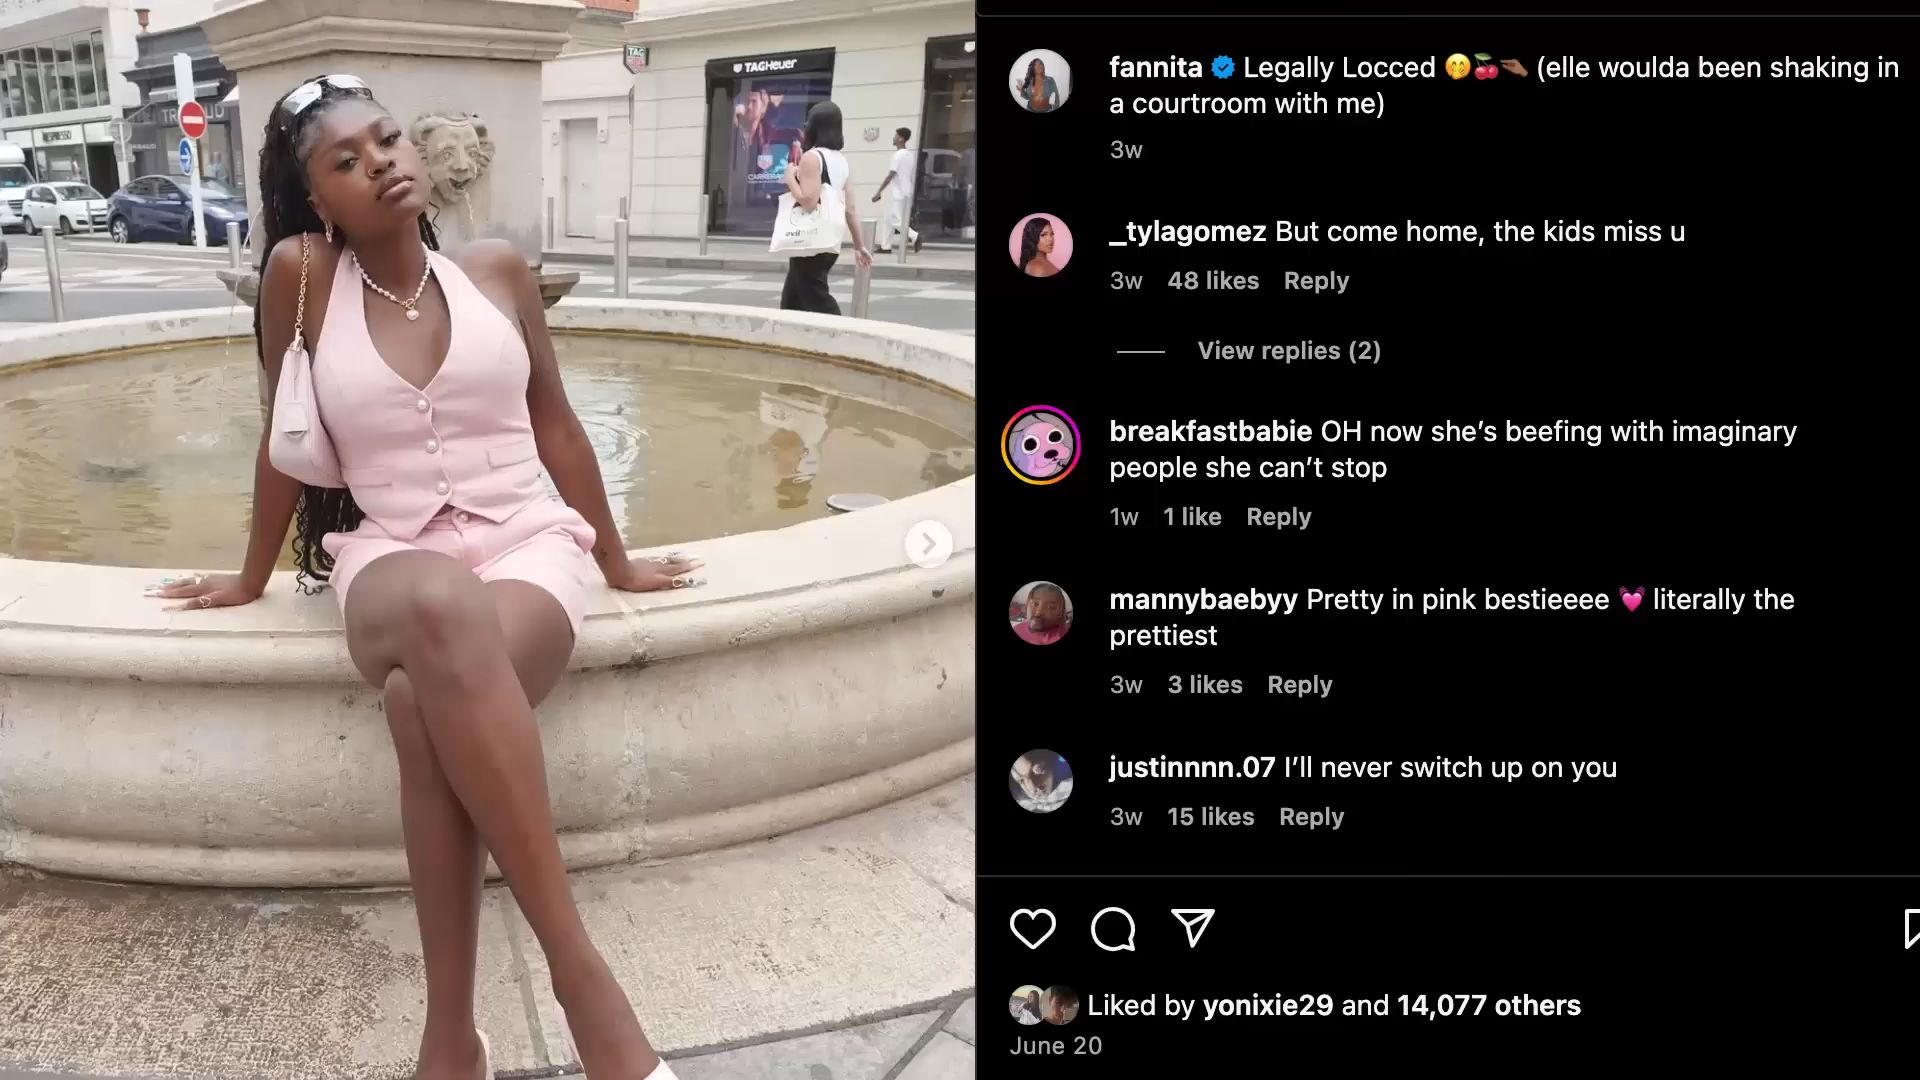 TAG
TAGHeuer
NESPRESSO
CARRERA
fannita Legally Locced 🤭🍒🤏🏾 (elle woulda been shaking in
a courtroom with me)
3w
_tylagomez But come home, the kids miss u
3w 48 likes Reply
View replies (2)
breakfastbabie OH now she’s beefing with imaginary
people she can’t stop
1w 1 like Reply
mannybaebyy Pretty in pink bestieeee 💓 literally the
prettiest
3w 3 likes Reply
justinnnn.07 I’ll never switch up on you
3w 15 likes Reply
Liked by yonixie29 and 14,077 others
June 20